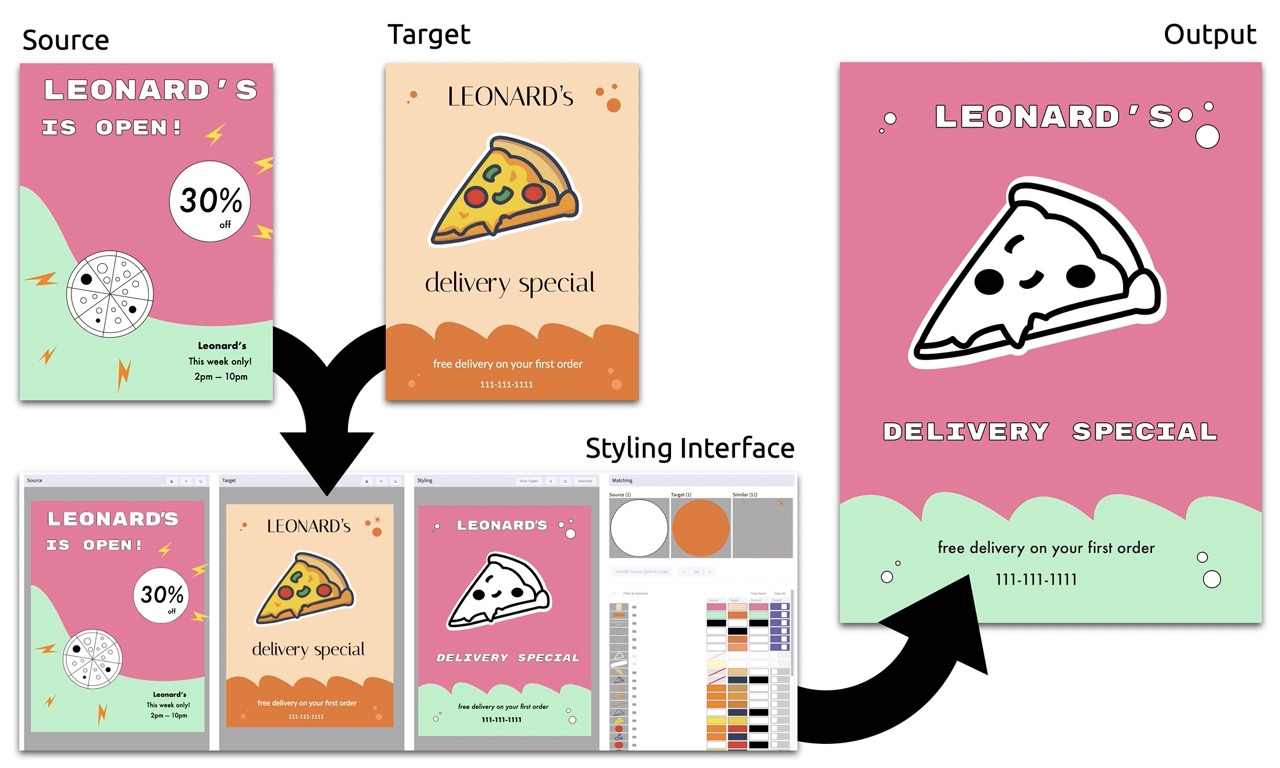 Source
Target
Output
LEONARD'S
IS OPEN!
30%
off
Leonard's
This week only!
2pm — 10pm
LEONARD's
delivery special
free delivery on your first order
111-111-1111
LEONARD'S
DELIVERY SPECIAL
free delivery on your first order
111-111-1111
Styling Interface
Source
Target
Styling
Matching
Source (1)
Target (1)
Similar (11)
LEONARD'S
IS OPEN!
30%
off
Leonard's
This week only!
2pm — 10pm
LEONARD's
delivery special
free delivery on your first order
111-111-1111
LEONARD'S
DELIVERY SPECIAL
free delivery on your first order
111-111-1111